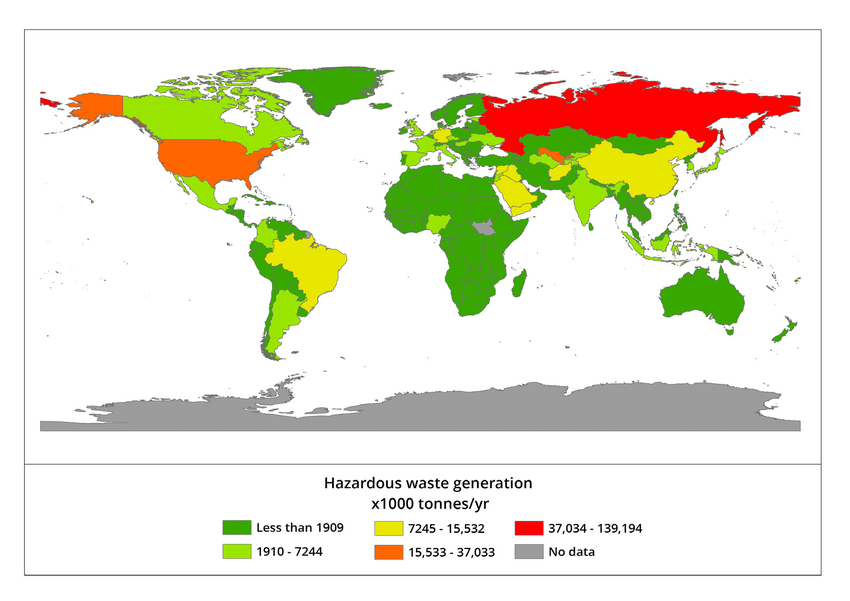 Hazardous waste generation
x1000 tonnes/yr
Less than 1909
7245 - 15,532
37,034 - 139,194
1910 - 7244
15,533 - 37,033
No data